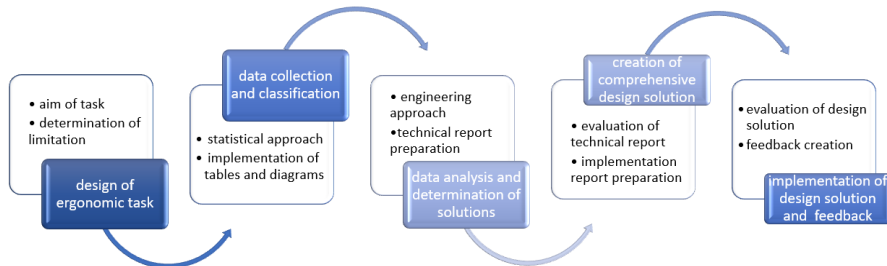 • aim of task
• determination of
limitation
design of
ergonomic task
data collection
and classification
• statistical approach
• implementation of
tables and diagrams
• engineering
approach
•technical report
preparation
data analysis and
determination of
solutions
creation of
comprehensive
design solution
• evaluation of
technical report
• implementation
report preparation
• evaluation of design
solution
• feedback creation
implementation of
design solution
and feedback